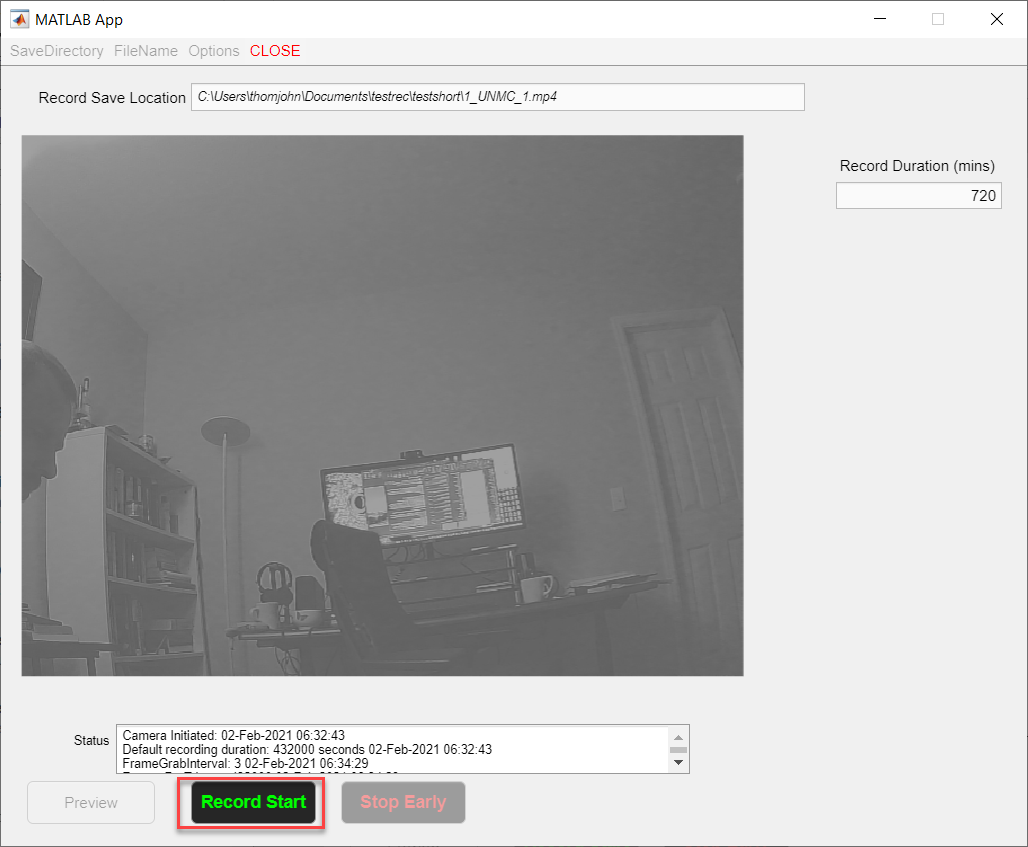 MATLAB App
SaveDirectory FileName Options CLOSE
Record Save Location C:\Users\thomjohn\Documents\testrec\testshort\1_UNMC_1.mp4
Record Duration (mins)
720
Status
Camera Initiated: 02-Feb-2021 06:32:43
Default recording duration: 432000 seconds 02-Feb-2021 06:32:43
FrameGrabInterval: 3 02-Feb-2021 06:34:29
Preview Record Start Stop Early